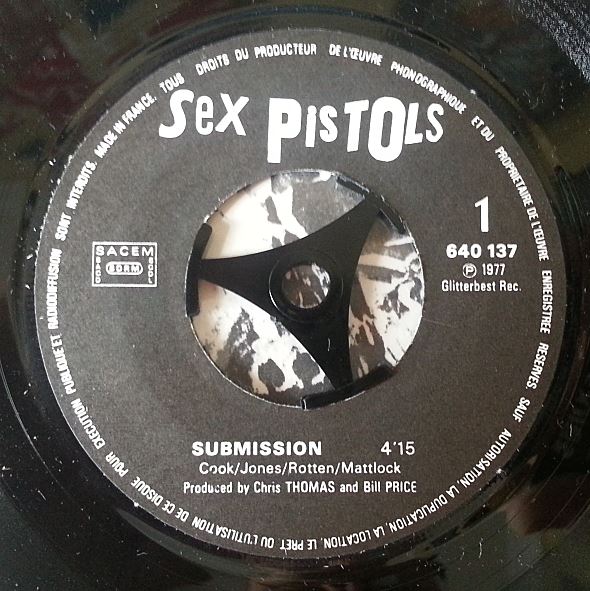 MADE IN FRANCE. TOUS DROITS DU PRODUCTEUR DE L'ŒUVRE PHONOGRAPHIQUE ET DU PROPRIETAIRE DE L'ŒUVRE ENREGISTREE RESERVES. SAUF AUTORISATION, LA DUPLICATION, LA LOCATION, LE PRET OU L'UTILISATION DE CE DISQUE POUR EXECUTION PUBLIQUE ET RADIODIFFUSION SONT INTERDITS.
Sex PISTOLS
1
640 137
℗ 1977
Glitterbest Rec.
SACEM
SACD
SDRM
SGDL
SUBMISSION 4'15
Cook/Jones/Rotten/Mattlock
Produced by Chris THOMAS and Bill PRICE